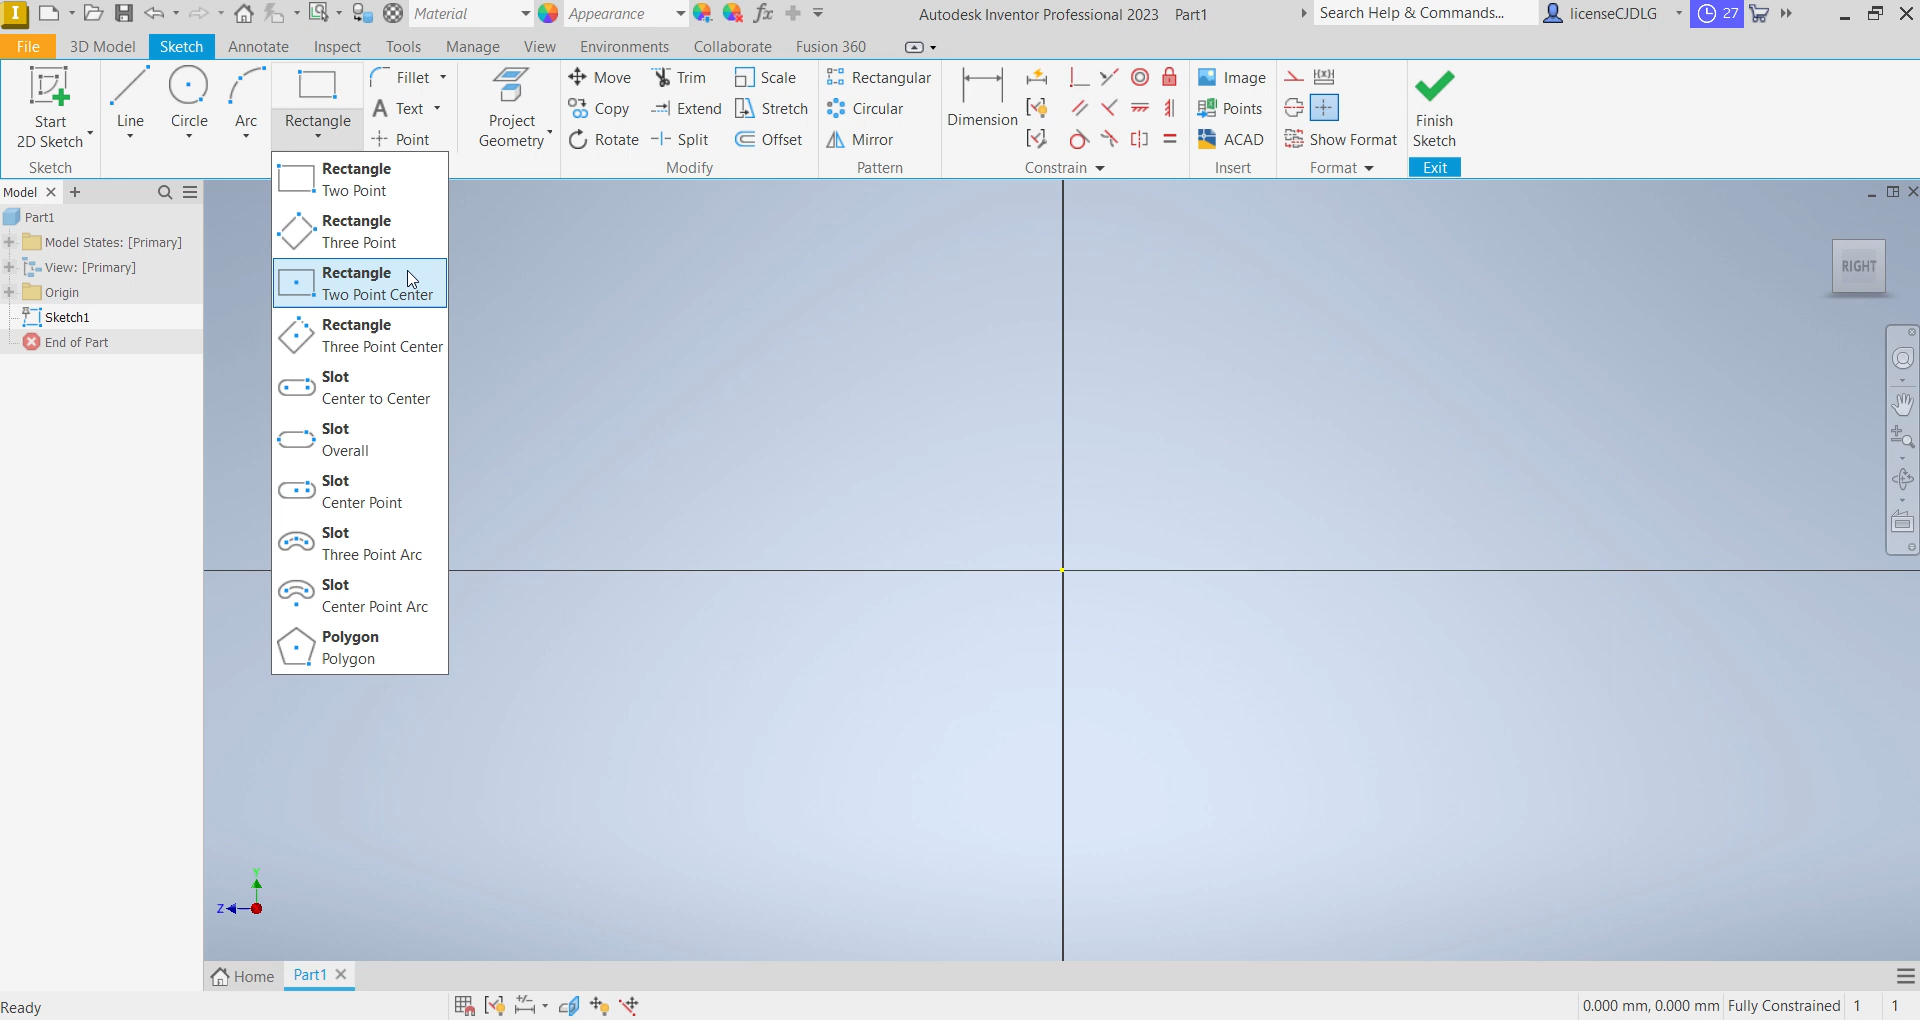 I Material Appearance fx Autodesk Inventor Professional 2023 Part1 Search Help & Commands... licenseCJDLG 27
File 3D Model Sketch Annotate Inspect Tools Manage View Environments Collaborate Fusion 360
Start
2D Sketch
Line
Circle
Arc
Rectangle
Fillet
Text
Point
Project
Geometry
Move Trim Scale
Copy Extend Stretch
Rotate Split Offset
Rectangular
Circular
Mirror
Dimension
Image
Points
ACAD
Show Format
Finish
Sketch
Sketch Modify Pattern Constrain Insert Format Exit
Model
Part1
Model States: [Primary]
View: [Primary]
Origin
Sketch1
End of Part
Rectangle
Two Point
Rectangle
Three Point
Rectangle
Two Point Center
Rectangle
Three Point Center
Slot
Center to Center
Slot
Overall
Slot
Center Point
Slot
Three Point Arc
Slot
Center Point Arc
Polygon
Polygon
RIGHT
Y
Z
Home Part1
Ready 0.000 mm, 0.000 mm Fully Constrained 1 1